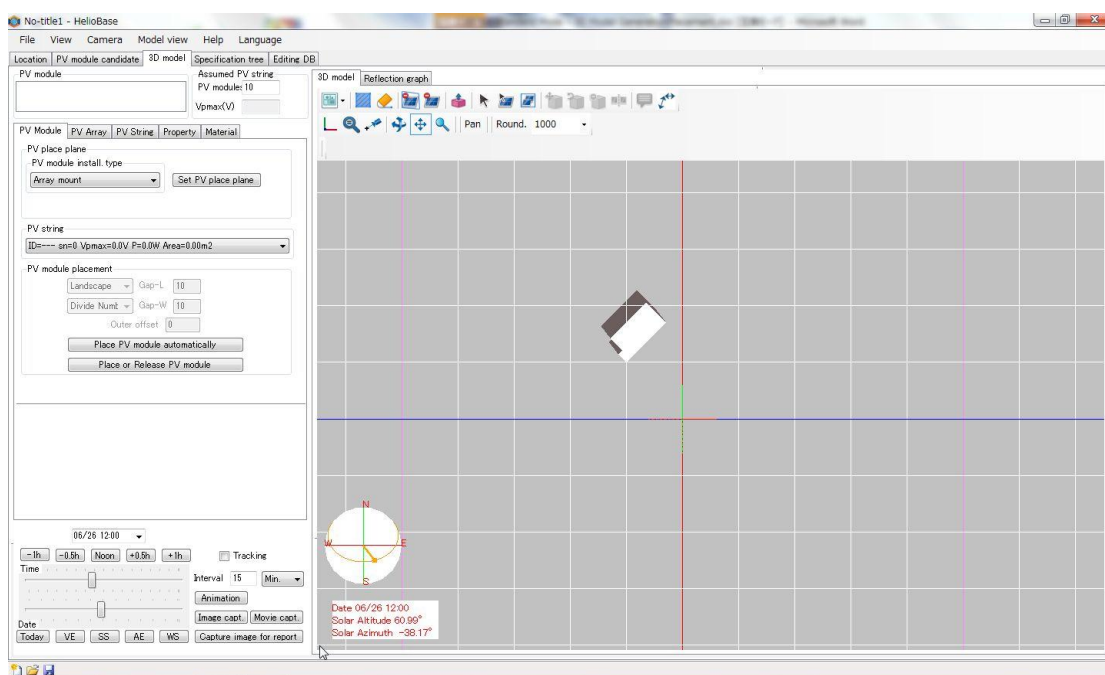 No-title1 - HelioBase
File View Camera Model view Help Language
Location PV module candidate 3D model Specification tree Editing DB
PV module
Assumed PV string
PV module: 10
Vpmax(V)
3D model Reflection graph
Pan Round. 1000
PV Module PV Array PV String Property Material
PV place plane
PV module install. type
Array mount Set PV place plane
PV string
ID=--- sn=0 Vpmax=0.0V P=0.0W Area=0.00m2
PV module placement
Landscape Gap-L 10
Divide Numb Gap-W 10
Outer offset 0
Place PV module automatically
Place or Release PV module
N
W E
S
06/26 12:00
-1h -0.5h Noon +0.5h +1h Tracking
Time
Interval 15 Min.
Animation
Image capt. Movie capt.
Date
Today VE SS AE WS Capture image for report
Date 06/26 12:00
Solar Altitude 60.99°
Solar Azimuth -38.17°